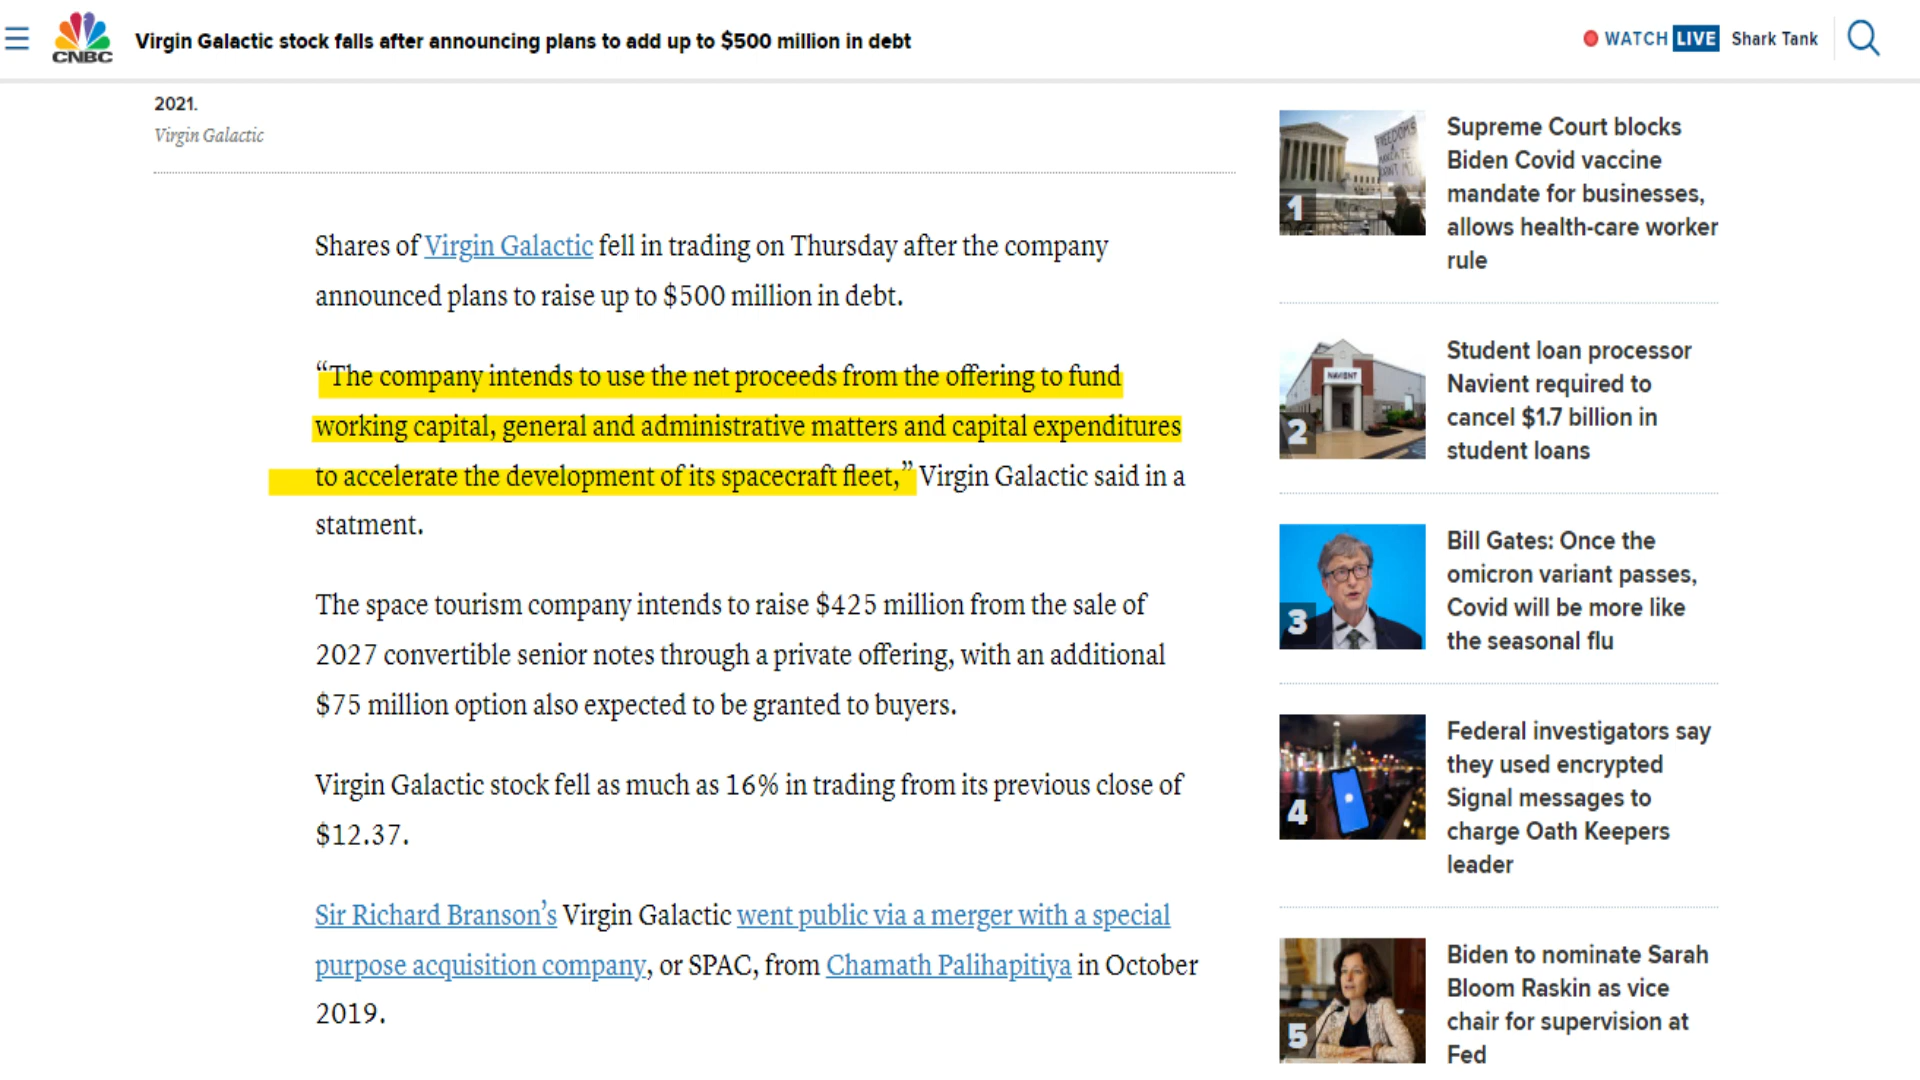 CNBC
Virgin Galactic stock falls after announcing plans to add up to $500 million in debt
WATCH LIVE Shark Tank
2021.
Virgin Galactic
Shares of Virgin Galactic fell in trading on Thursday after the company
announced plans to raise up to $500 million in debt.
“The company intends to use the net proceeds from the offering to fund
working capital, general and administrative matters and capital expenditures
to accelerate the development of its spacecraft fleet,” Virgin Galactic said in a
statment.
The space tourism company intends to raise $425 million from the sale of
2027 convertible senior notes through a private offering, with an additional
$75 million option also expected to be granted to buyers.
Virgin Galactic stock fell as much as 16% in trading from its previous close of
$12.37.
Sir Richard Branson’s Virgin Galactic went public via a merger with a special
purpose acquisition company, or SPAC, from Chamath Palihapitiya in October
2019.
1
Supreme Court blocks
Biden Covid vaccine
mandate for businesses,
allows health-care worker
rule
NAVIENT
2
Student loan processor
Navient required to
cancel $1.7 billion in
student loans
3
Bill Gates: Once the
omicron variant passes,
Covid will be more like
the seasonal flu
4
Federal investigators say
they used encrypted
Signal messages to
charge Oath Keepers
leader
5
Biden to nominate Sarah
Bloom Raskin as vice
chair for supervision at
Fed